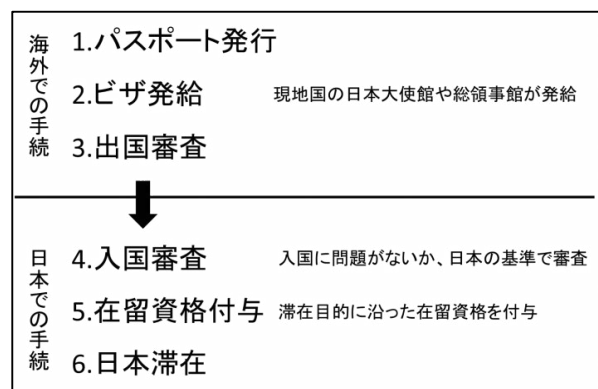 海外での手続
1.パスポート発行
2.ビザ発給
現地国の日本大使館や総領事館が発給
3.出国審査
日本での手続
4.入国審査
入国に問題がないか、日本の基準で審査
5.在留資格付与
滞在目的に沿った在留資格を付与
6.日本滞在